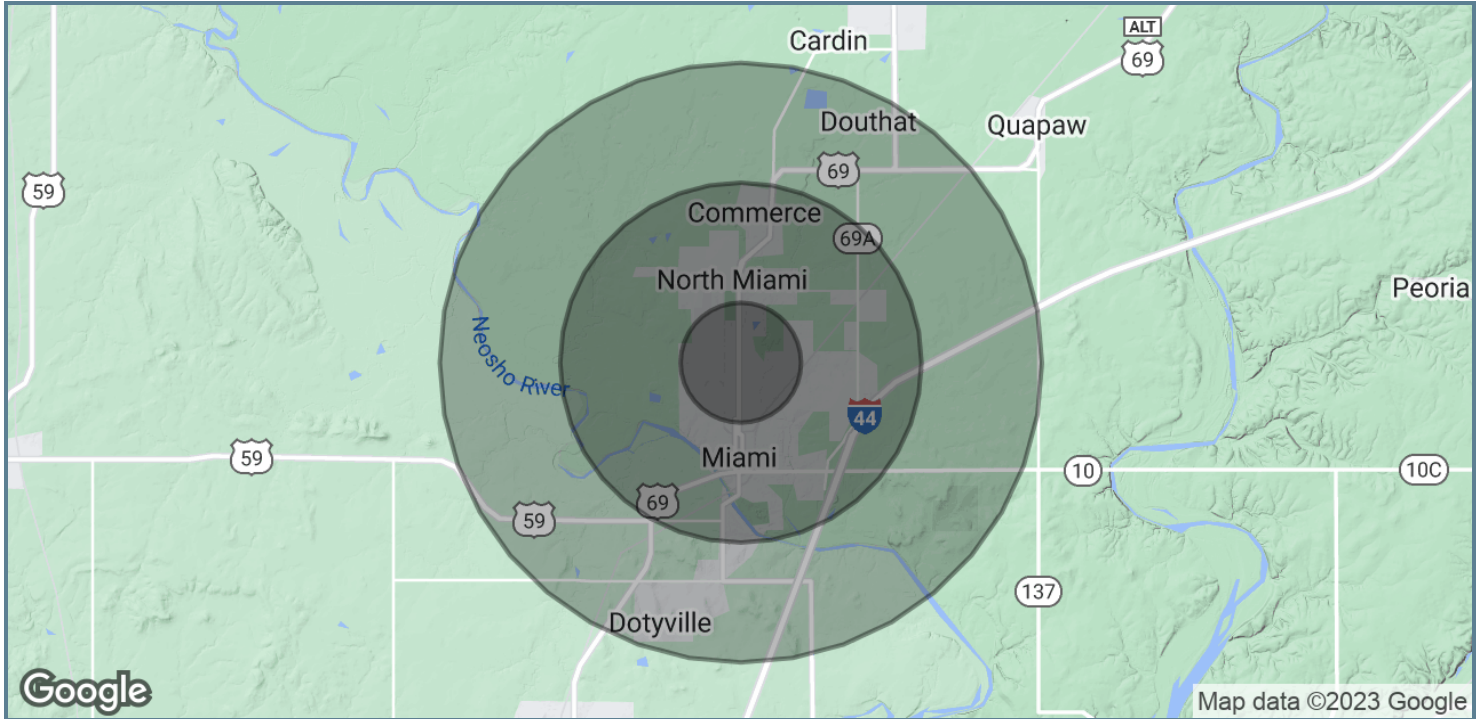 ALT
Cardin
69
Douthat
Quapaw
69
59
Commerce
69A
North Miami
Peoria
Neosho River
44
Miami
59
10
10C
69
59
137
Dotyville
Google
Map data ©2023 Google